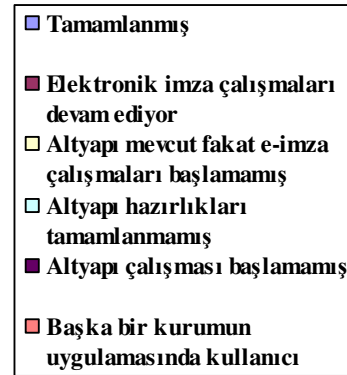 Tamamlanmış
Elektronik imza çalışmaları
devam ediyor
Altyapı mevcut fakat e-imza
çalışmaları başlamamış
Altyapı hazırlıkları
tamamlanmamış
Altyapı çalışması başlamamış
Başka bir kurumun
uygulamasında kullanıcı